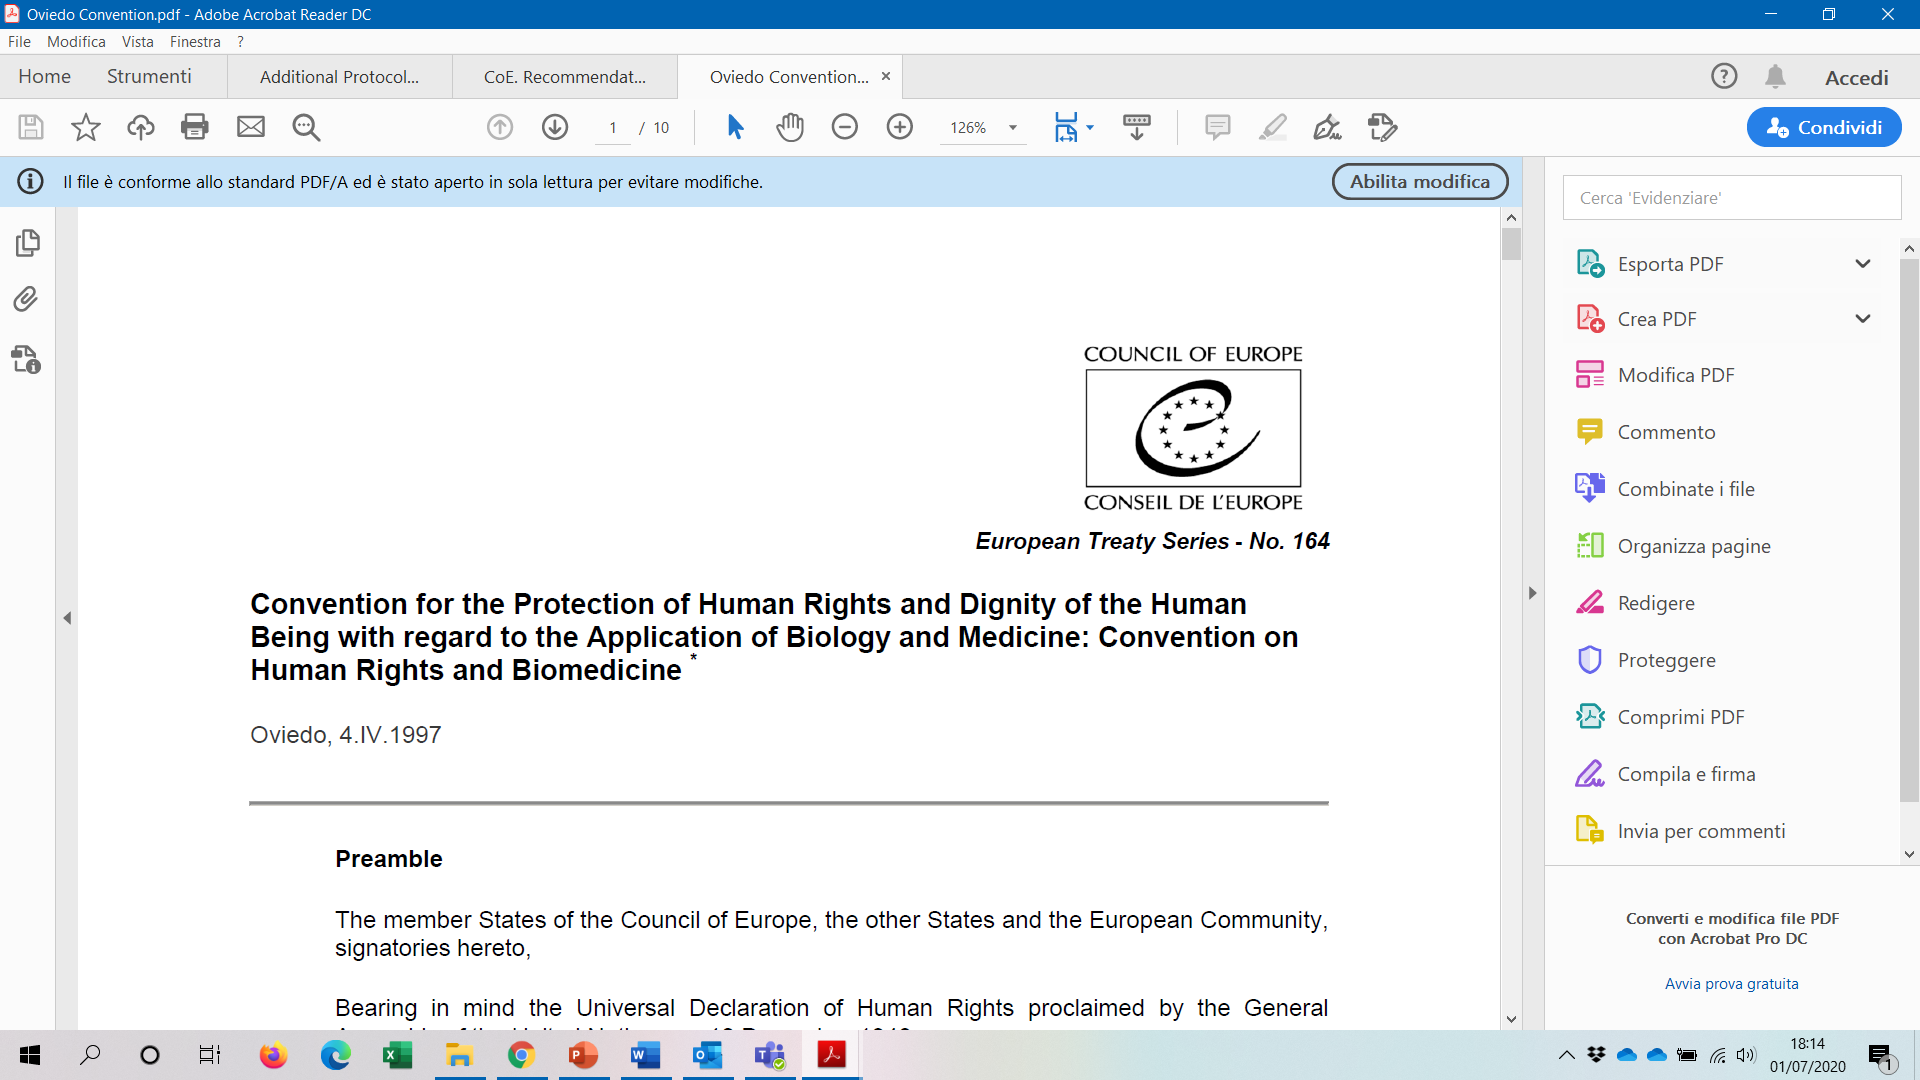 Oviedo Convention.pdf - Adobe Acrobat Reader DC
File Modifica Vista Finestra ?
Home Strumenti Additional Protocol... CoE. Recommendat... Oviedo Convention... Accedi
1 / 10 126% Condividi
Il file è conforme allo standard PDF/A ed è stato aperto in sola lettura per evitare modifiche. Abilita modifica
Cerca 'Evidenziare'
Esporta PDF
Crea PDF
Modifica PDF
Commento
Combinate i file
Organizza pagine
Redigere
Proteggere
Comprimi PDF
Compila e firma
Invia per commenti
Converti e modifica file PDF
con Acrobat Pro DC
Avvia prova gratuita
COUNCIL OF EUROPE
CONSEIL DE L'EUROPE
European Treaty Series - No. 164
Convention for the Protection of Human Rights and Dignity of the Human
Being with regard to the Application of Biology and Medicine: Convention on
Human Rights and Biomedicine *
Oviedo, 4.IV.1997
Preamble
The member States of the Council of Europe, the other States and the European Community,
signatories hereto,
Bearing in mind the Universal Declaration of Human Rights proclaimed by the General
18:14
01/07/2020
1